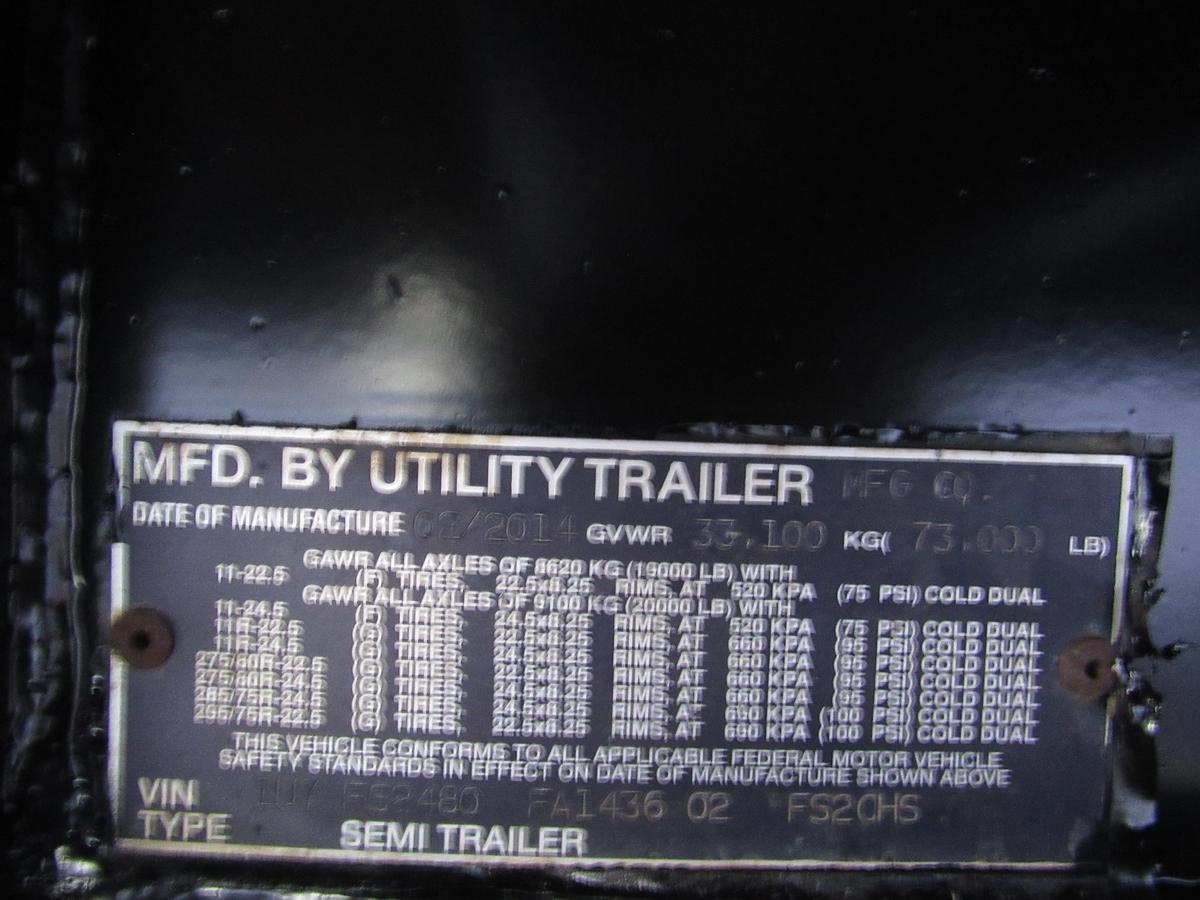 MFD. BY UTILITY TRAILER MFG CO.
DATE OF MANUFACTURE 02/2014 GVWR 33,100 KG( 73,000 LB)
GAWR ALL AXLES OF 8620 KG (19000 LB) WITH
11-22.5 (F) TIRES, 22.5x8.25 RIMS, AT 520 KPA (75 PSI) COLD DUAL
GAWR ALL AXLES OF 9100 KG (20000 LB) WITH
11-24.5 (F) TIRES, 24.5x8.25 RIMS, AT 520 KPA (75 PSI) COLD DUAL
11R-22.5 (G) TIRES, 22.5x8.25 RIMS, AT 660 KPA (95 PSI) COLD DUAL
11R-24.5 (G) TIRES, 24.5x8.25 RIMS, AT 660 KPA (95 PSI) COLD DUAL
275/80R-22.5 (G) TIRES, 22.5x8.25 RIMS, AT 660 KPA (95 PSI) COLD DUAL
275/80R-24.5 (G) TIRES, 24.5x8.25 RIMS, AT 660 KPA (95 PSI) COLD DUAL
285/75R-24.5 (G) TIRES, 24.5x8.25 RIMS, AT 660 KPA (95 PSI) COLD DUAL
295/75R-22.5 (G) TIRES, 22.5x8.25 RIMS, AT 690 KPA (100 PSI) COLD DUAL
THIS VEHICLE CONFORMS TO ALL APPLICABLE FEDERAL MOTOR VEHICLE
SAFETY STANDARDS IN EFFECT ON DATE OF MANUFACTURE SHOWN ABOVE
VIN FS2480 FA1436 02 FS2CHS
TYPE SEMI TRAILER